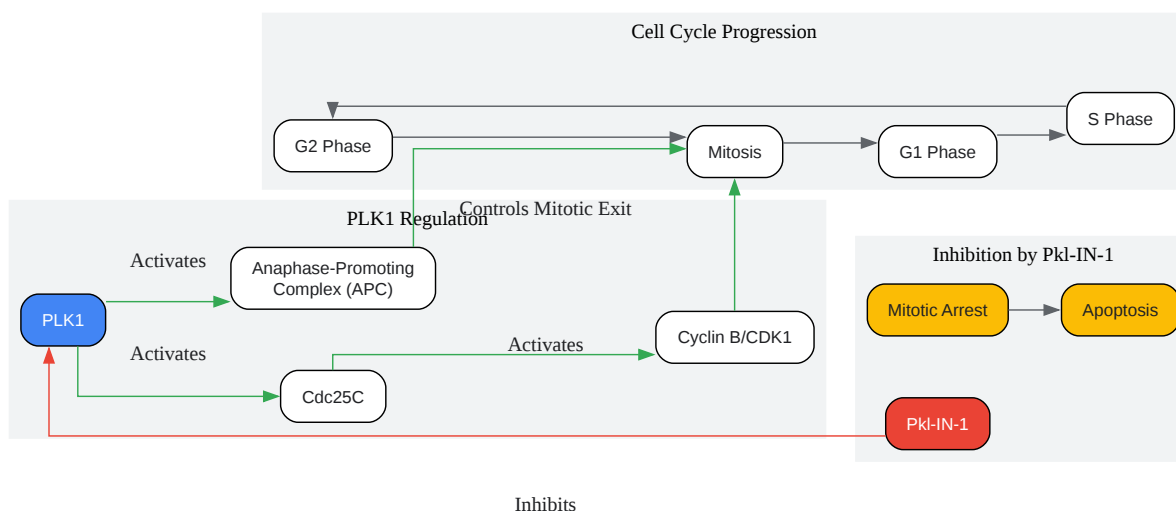 Cell Cycle Progression
S Phase
G2 Phase
Mitosis
G1 Phase
Controls Mitotic Exit
PLK1 Regulation
Activates
Anaphase-Promoting
Complex (APC)
PLK1
Activates
Activates
Cyclin B/CDK1
Cdc25C
Inhibition by Pkl-IN-1
Mitotic Arrest
Apoptosis
Pkl-IN-1
Inhibits